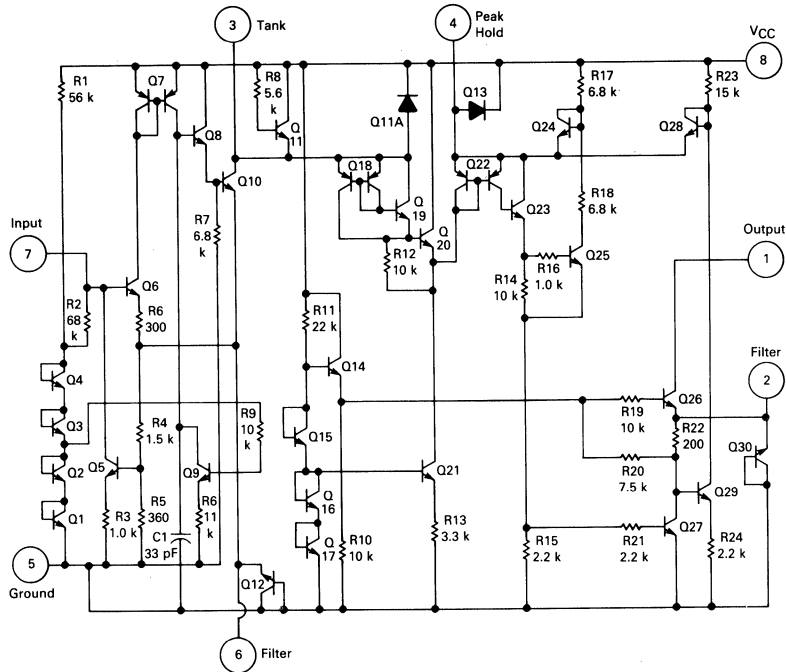 3 Tank
4 Peak
Hold
VCC
8
R1
56 k
Q7
R8
5.6
k
Q
11
Q11A
Q13
R17
6.8 k
R23
15 k
Q8
Q24
Q28
Q10
Q18
Q22
Q
19
Q23
R18
6.8 k
Input
7
R7
6.8
k
Q
20
R12
10 k
R16
1.0 k
Q25
Output
1
Q6
R2
68
k
R6
300
R14
10 k
R11
22 k
Q14
Filter
2
Q4
Q3
R9
10
k
R4
1.5 k
R19
10 k
Q26
R22
200
Q30
Q15
Q5
Q2
Q9
R20
7.5 k
Q21
Q29
Q
16
Q1
R3
1.0 k
R5
360
C1
33 pF
R6
11
k
Q
17
R10
10 k
R13
3.3 k
R15
2.2 k
R21
2.2 k
Q27
R24
2.2 k
5
Ground
Q12
6 Filter